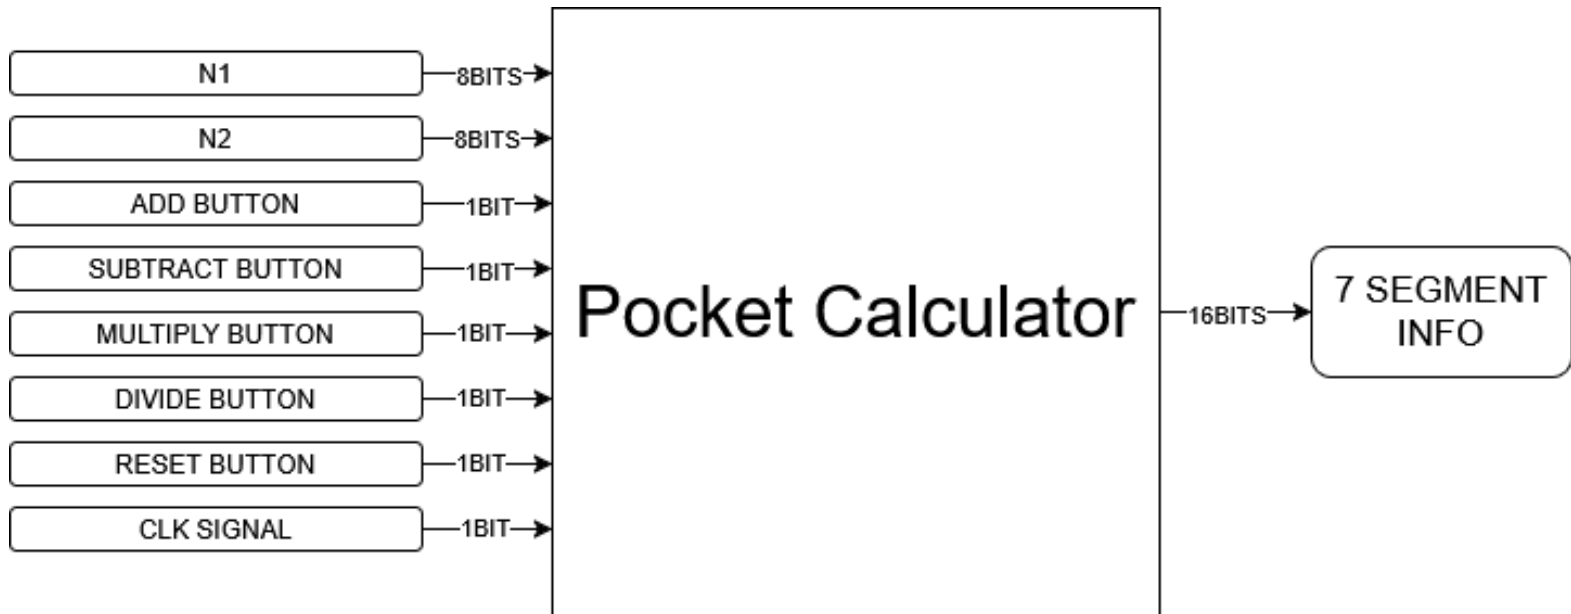 N1
8BITS
N2
8BITS
ADD BUTTON
1BIT
SUBTRACT BUTTON
1BIT
MULTIPLY BUTTON
1BIT
DIVIDE BUTTON
1BIT
RESET BUTTON
1BIT
CLK SIGNAL
1BIT
Pocket Calculator
16BITS
7 SEGMENT
INFO